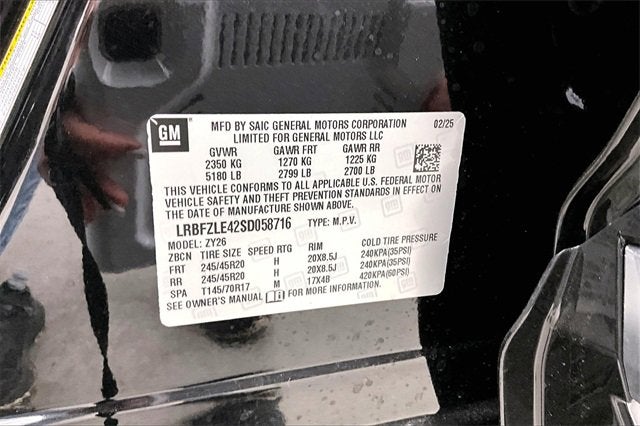 GM
MFD BY SAIC GENERAL MOTORS CORPORATION 02/25
LIMITED FOR GENERAL MOTORS LLC
GVWR GAWR FRT GAWR RR
2350 KG 1270 KG 1225 KG
5180 LB 2799 LB 2700 LB
THIS VEHICLE CONFORMS TO ALL APPLICABLE U.S. FEDERAL MOTOR
VEHICLE SAFETY AND THEFT PREVENTION STANDARDS IN EFFECT ON
THE DATE OF MANUFACTURE SHOWN ABOVE.
LRBFZLE42SD058716 TYPE: M.P.V.
MODEL: ZY26
ZBCN TIRE SIZE SPEED RTG RIM COLD TIRE PRESSURE
FRT 245/45R20 H 20X8.5J 240KPA(35PSI)
RR 245/45R20 H 20X8.5J 240KPA(35PSI)
SPA T145/70R17 M 17X4B 420KPA(60PSI)
SEE OWNER'S MANUAL FOR MORE INFORMATION.